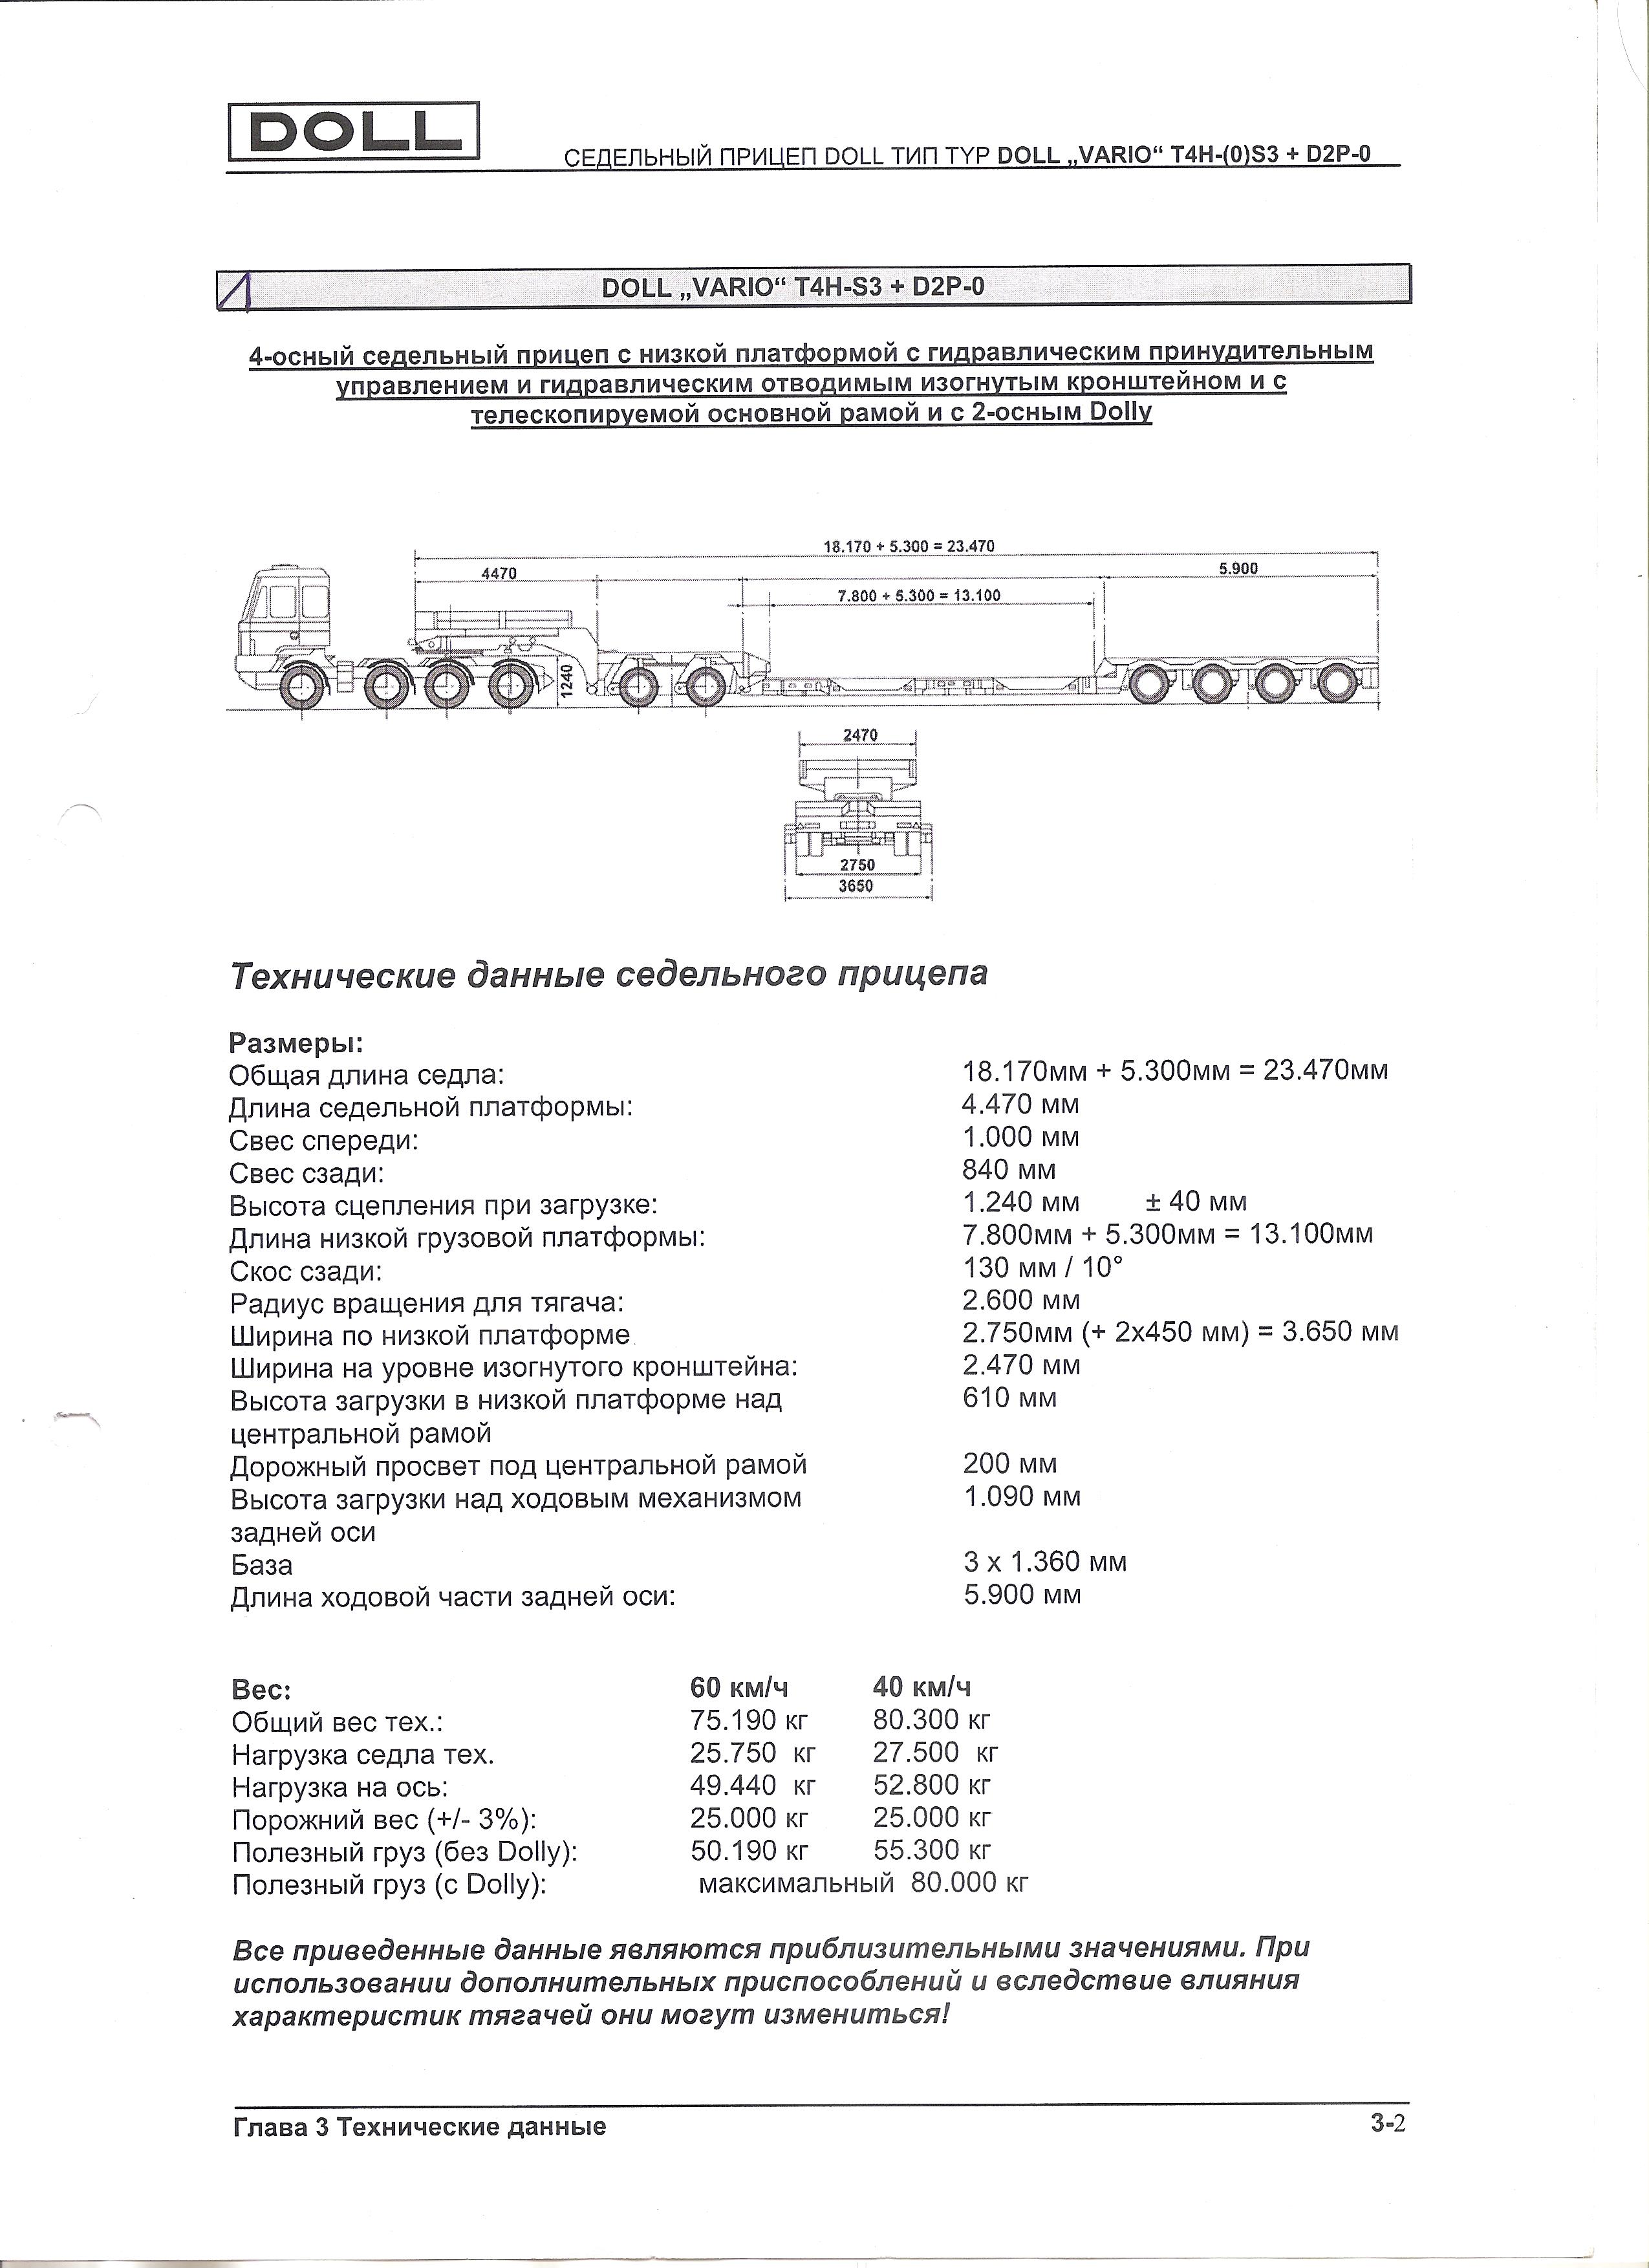 DOLL
СЕДЕЛЬНЫЙ ПРИЦЕП DOLL ТИП TYP DOLL „VARIO“ T4H-(0)S3 + D2P-0
DOLL „VARIO“ T4H-S3 + D2P-0
4-осный седельный прицеп с низкой платформой с гидравлическим принудительным
управлением и гидравлическим отводимым изогнутым кронштейном и с
телескопируемой основной рамой и с 2-осным Dolly
18.170 + 5.300 = 23.470
4470
5.900
7.800 + 5.300 = 13.100
1240
2470
2750
3650
Технические данные седельного прицепа
Размеры:
Общая длина седла: 18.170мм + 5.300мм = 23.470мм
Длина седельной платформы: 4.470 мм
Свес спереди: 1.000 мм
Свес сзади: 840 мм
Высота сцепления при загрузке: 1.240 мм ± 40 мм
Длина низкой грузовой платформы: 7.800мм + 5.300мм = 13.100мм
Скос сзади: 130 мм / 10°
Радиус вращения для тягача: 2.600 мм
Ширина по низкой платформе 2.750мм (+ 2x450 мм) = 3.650 мм
Ширина на уровне изогнутого кронштейна: 2.470 мм
Высота загрузки в низкой платформе над 610 мм
центральной рамой
Дорожный просвет под центральной рамой 200 мм
Высота загрузки над ходовым механизмом 1.090 мм
задней оси
База 3 x 1.360 мм
Длина ходовой части задней оси: 5.900 мм
Вес: 60 км/ч 40 км/ч
Общий вес тех.: 75.190 кг 80.300 кг
Нагрузка седла тех. 25.750 кг 27.500 кг
Нагрузка на ось: 49.440 кг 52.800 кг
Порожний вес (+/- 3%): 25.000 кг 25.000 кг
Полезный груз (без Dolly): 50.190 кг 55.300 кг
Полезный груз (с Dolly): максимальный 80.000 кг
Все приведенные данные являются приблизительными значениями. При
использовании дополнительных приспособлений и вследствие влияния
характеристик тягачей они могут измениться!
Глава 3 Технические данные 3-2